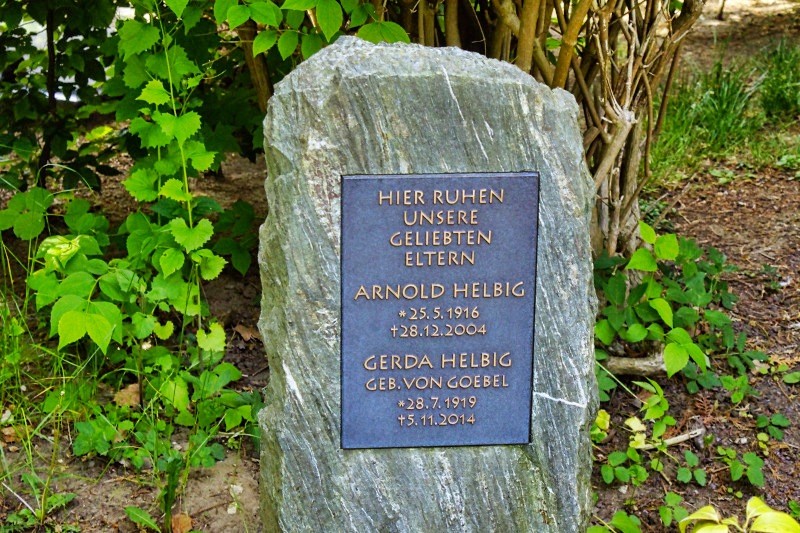 HIER RUHEN
UNSERE
GELIEBTEN
ELTERN
ARNOLD HELBIG
*25.5.1916
†28.12.2004
GERDA HELBIG
GEB. VON GOEBEL
*28.7.1919
†5.11.2014